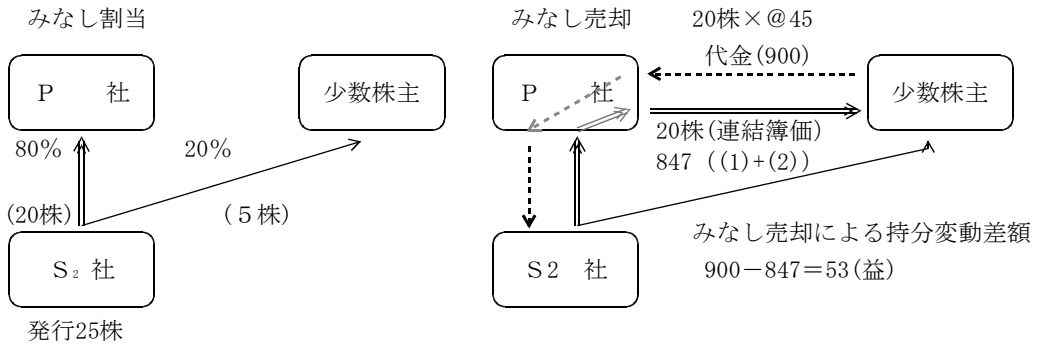 みなし割当
P 社
少数株主
80% 20%
(20株) (5株)
S₂ 社
発行25株
みなし売却
20株×@45
代金(900)
P 社
少数株主
20株(連結簿価)
847 ((1)+(2))
S2 社
みなし売却による持分変動差額
900−847=53(益)